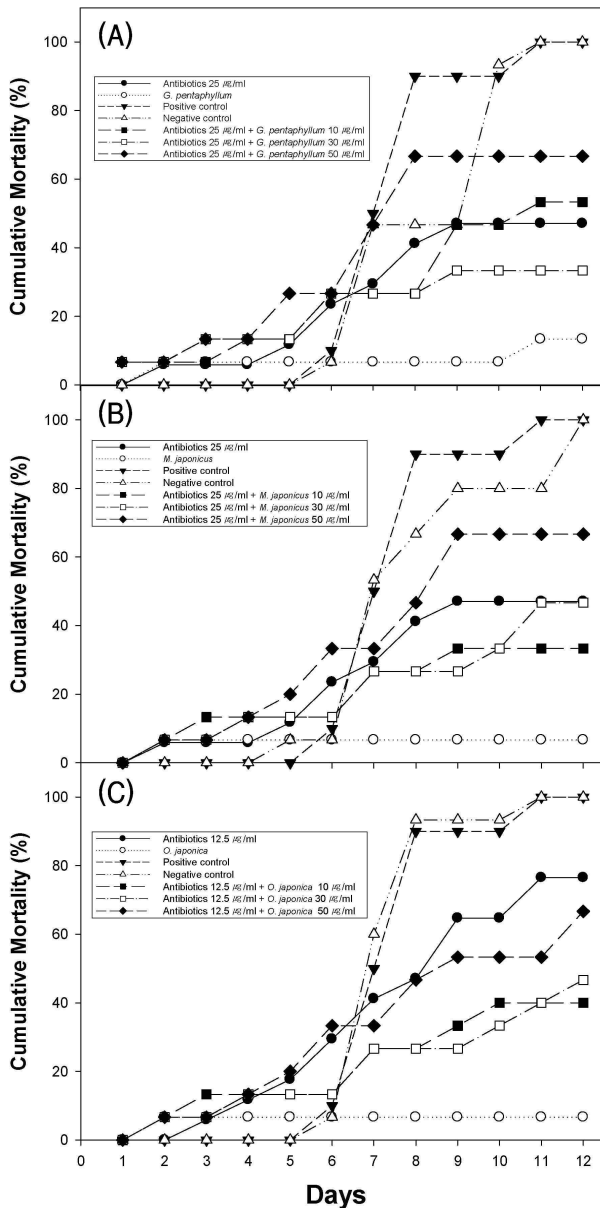 (A)
Cumulative Mortality (%)
100
80
60
40
20
0
Antibiotics 25 ㎍/ml
G. pentaphyllum
Positive control
Negative control
Antibiotics 25 ㎍/ml + G. pentaphyllum 10 ㎍/ml
Antibiotics 25 ㎍/ml + G. pentaphyllum 30 ㎍/ml
Antibiotics 25 ㎍/ml + G. pentaphyllum 50 ㎍/ml
(B)
Cumulative Mortality (%)
100
80
60
40
20
0
Antibiotics 25 ㎍/ml
M. japonicus
Positive control
Negative control
Antibiotics 25 ㎍/ml + M. japonicus 10 ㎍/ml
Antibiotics 25 ㎍/ml + M. japonicus 30 ㎍/ml
Antibiotics 25 ㎍/ml + M. japonicus 50 ㎍/ml
(C)
Cumulative Mortality (%)
100
80
60
40
20
0
Antibiotics 12.5 ㎍/ml
O. japonica
Positive control
Negative control
Antibiotics 12.5 ㎍/ml + O. japonica 10 ㎍/ml
Antibiotics 12.5 ㎍/ml + O. japonica 30 ㎍/ml
Antibiotics 12.5 ㎍/ml + O. japonica 50 ㎍/ml
0 1 2 3 4 5 6 7 8 9 10 11 12
Days